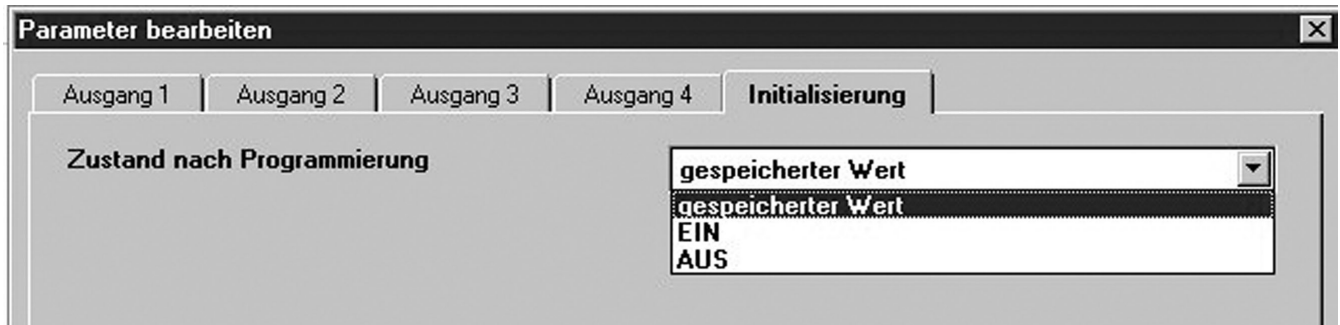 Parameter bearbeiten
Ausgang 1 Ausgang 2 Ausgang 3 Ausgang 4 Initialisierung
Zustand nach Programmierung gespeicherter Wert
gespeicherter Wert
EIN
AUS